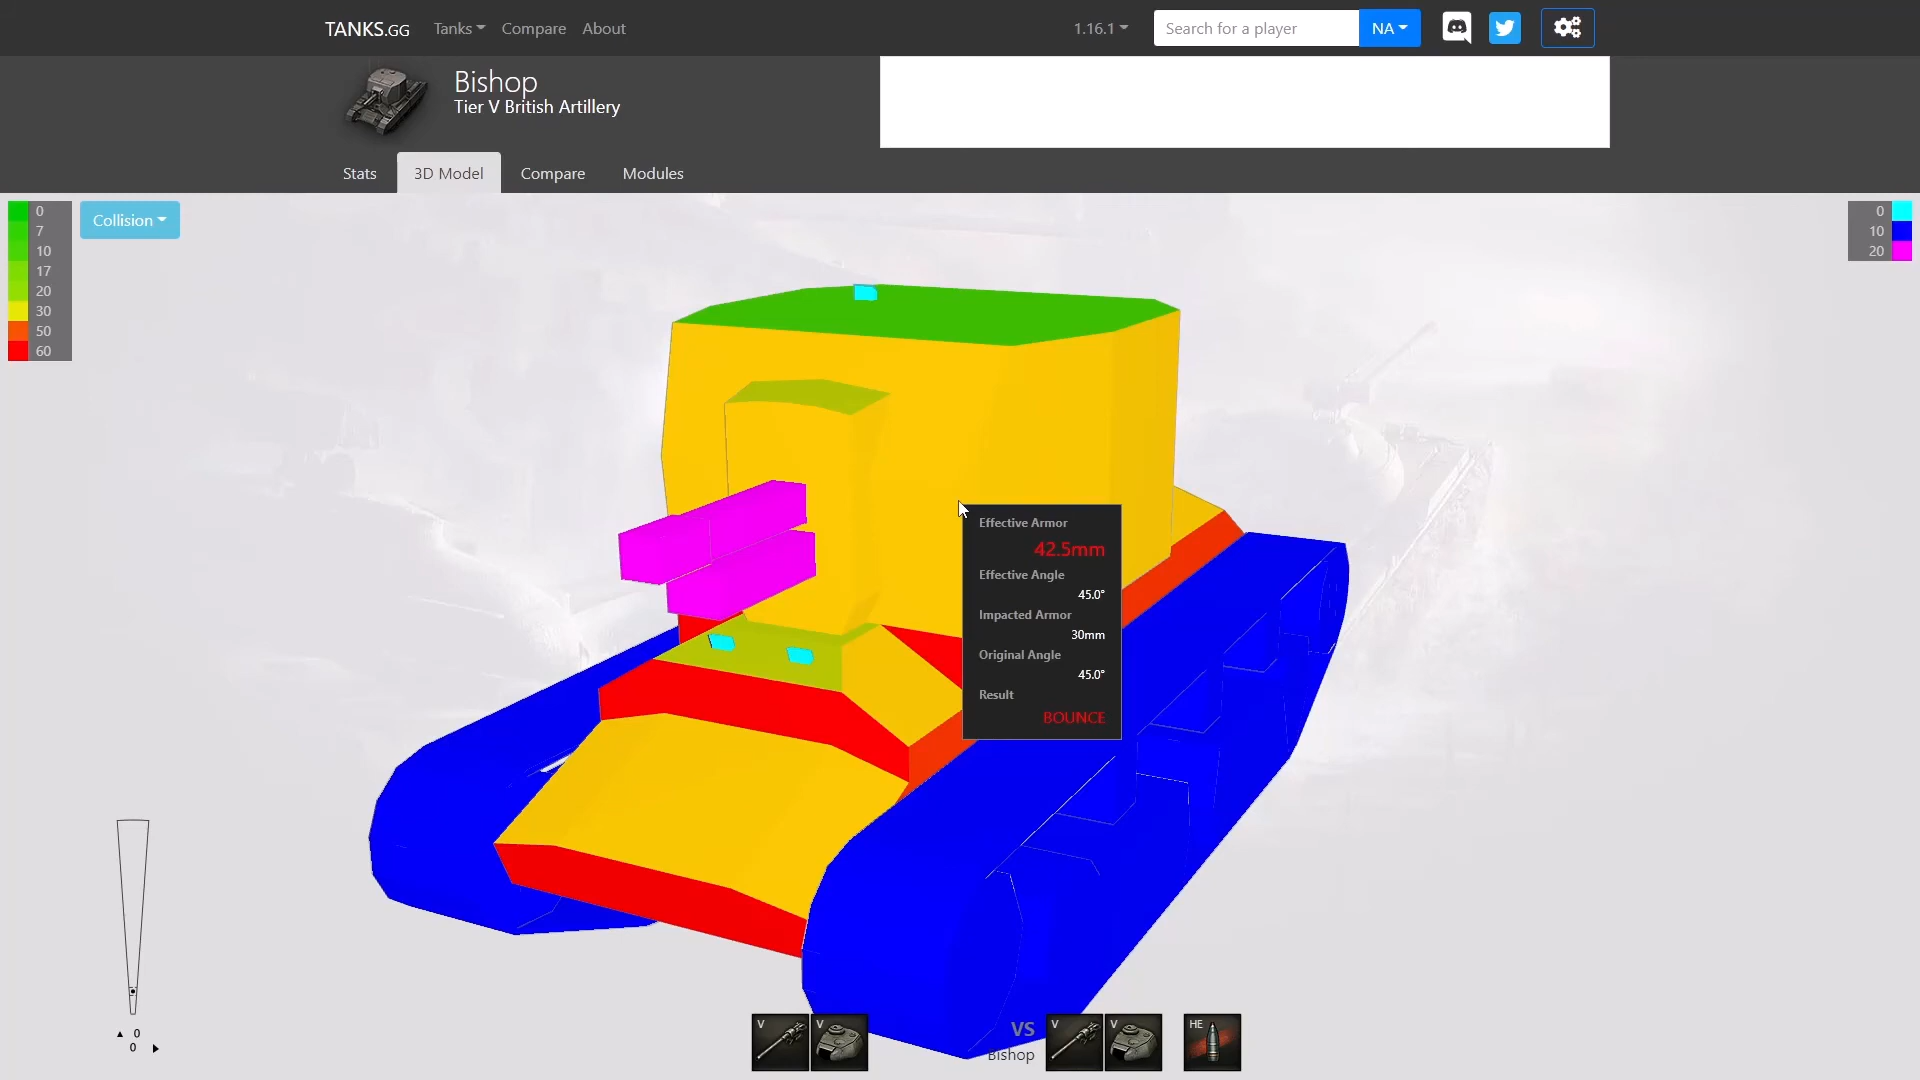 TANKS.GG Tanks Compare About 1.16.1 Search for a player NA
Bishop
Tier V British Artillery
Stats 3D Model Compare Modules
Collision
0
7
10
17
20
30
50
60
0
10
20
Effective Armor
42.5mm
Effective Angle
45.0°
Impacted Armor
30mm
Original Angle
45.0°
Result
BOUNCE
0
0
V V VS V V HE
Bishop